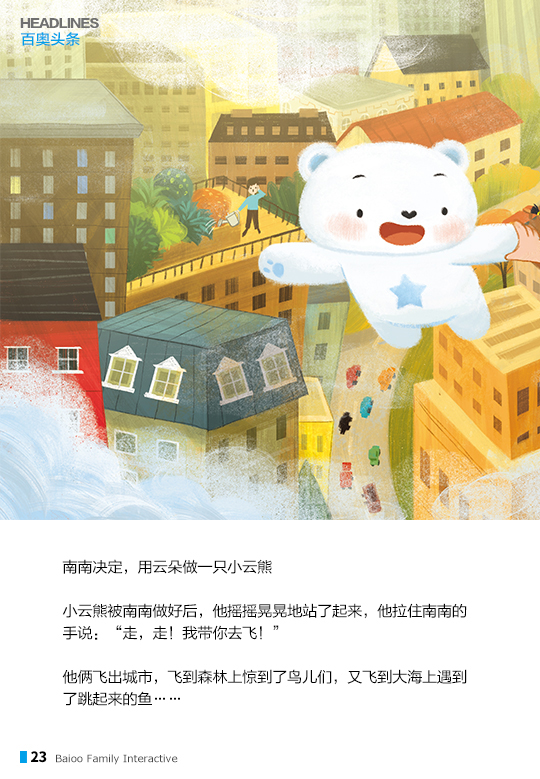 HEADLINES
百奥头条
南南决定，用云朵做一只小云熊
小云熊被南南做好后，他摇摇晃晃地站了起来，他拉住南南的
手说：“走，走！我带你去飞！”
他俩飞出城市，飞到森林上惊到了鸟儿们，又飞到大海上遇到
了跳起来的鱼……
23 Baioo Family Interactive